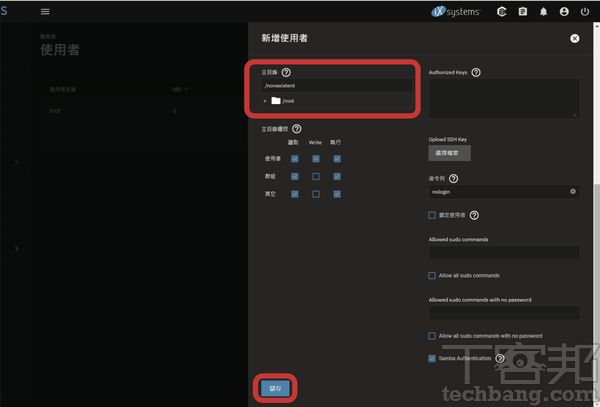 S
iX systems
使用者
使用者
使用者名稱
UID
root
0
新增使用者
主目錄
/nonexistent
/mnt
主目錄權限
讀取 Write 執行
使用者
群組
其它
儲存
Authorized Keys
Upload SSH Key
選擇檔案
命令列
nologin
鎖定使用者
Allowed sudo commands
Allow all sudo commands
Allowed sudo commands with no password
Allow all sudo commands with no password
Samba Authentication
T客邦
techbang.com